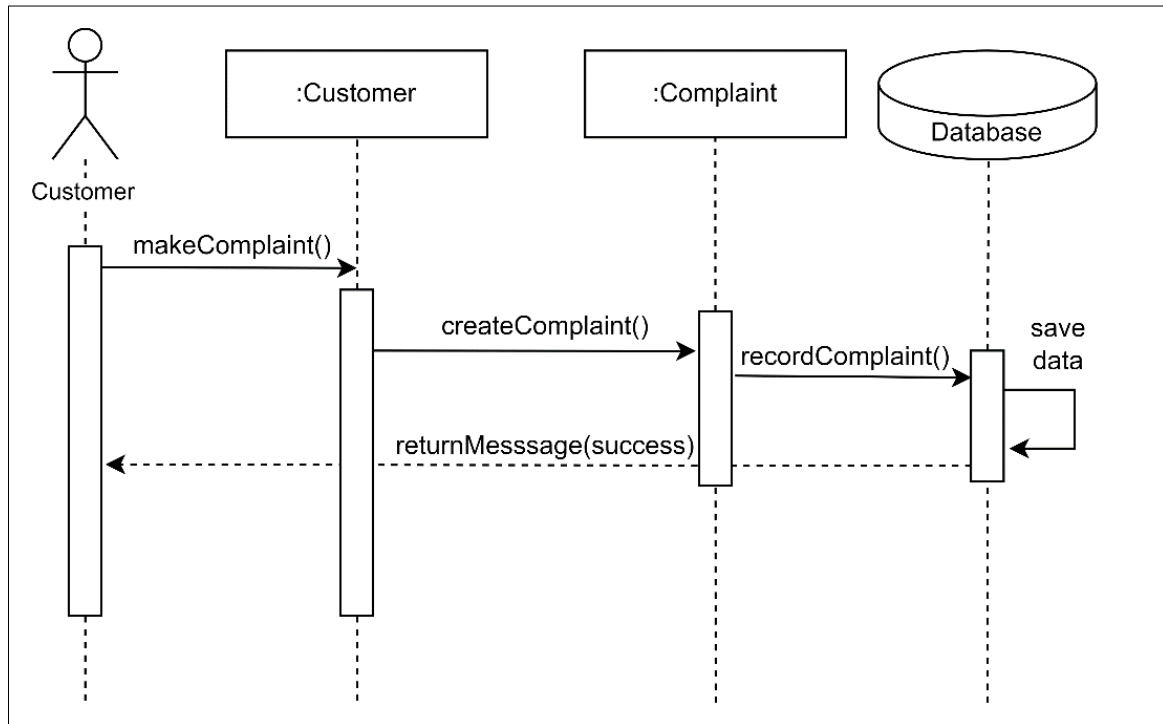 :Customer
:Complaint
Database
Customer
makeComplaint()
createComplaint()
recordComplaint()
save
data
returnMesssage(success)